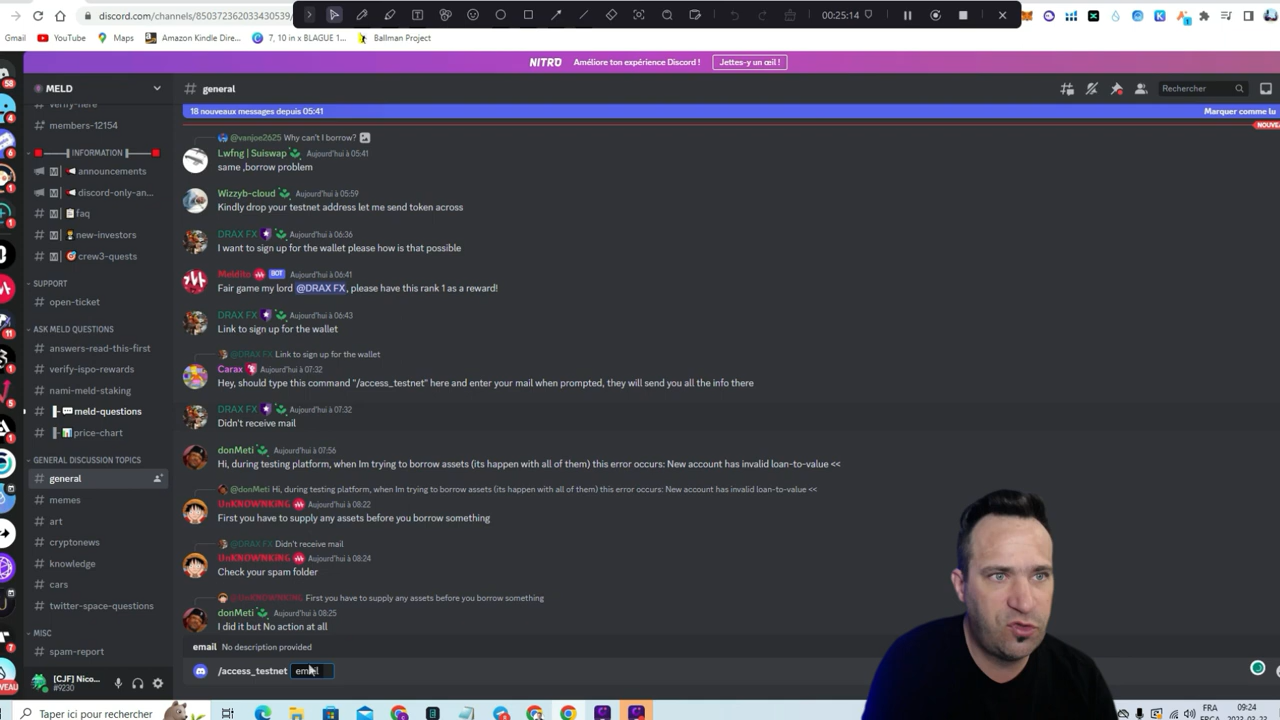 00:25:14
discord.com/channels/850372362033430539/
Gmail
YouTube
Maps
Amazon Kindle Direc...
7, 10 in x BLAGUE 1...
Ballman Project
NITRO Améliore ton expérience Discord ! Jettes-y un œil !
MELD
general
Rechercher
18 nouveaux messages depuis 05:41
Marquer comme lu
verify-here
members-12154
INFORMATION
announcements
discord-only-an...
faq
new-investors
crew3-quests
SUPPORT
open-ticket
ASK MELD QUESTIONS
answers-read-this-first
verify-ispo-rewards
nami-meld-staking
meld-questions
price-chart
GENERAL DISCUSSION TOPICS
general
memes
art
cryptonews
knowledge
cars
twitter-space-questions
MISC
spam-report
[CJF] Nico...
#9230
@vanjoe2625 Why can't I borrow?
Lwfng | Suiswap Aujourd'hui à 05:41
same ,borrow problem
Wizzyb-cloud Aujourd'hui à 05:59
Kindly drop your testnet address let me send token across
DRAX FX Aujourd'hui à 06:36
I want to sign up for the wallet please how is that possible
Meldito BOT Aujourd'hui à 06:41
Fair game my lord @DRAX FX, please have this rank 1 as a reward!
DRAX FX Aujourd'hui à 06:43
Link to sign up for the wallet
@DRAX FX Link to sign up for the wallet
Carax Aujourd'hui à 07:32
Hey, should type this command "/access_testnet" here and enter your mail when prompted, they will send you all the info there
DRAX FX Aujourd'hui à 07:32
Didn't receive mail
donMeti Aujourd'hui à 07:56
Hi, during testing platform, when Im trying to borrow assets (its happen with all of them) this error occurs: New account has invalid loan-to-value <<
@donMeti Hi, during testing platform, when Im trying to borrow assets (its happen with all of them) this error occurs: New account has invalid loan-to-value <<
UnKNOWNKiNG Aujourd'hui à 08:22
First you have to supply any assets before you borrow something
@DRAX FX Didn't receive mail
UnKNOWNKiNG Aujourd'hui à 08:24
Check your spam folder
@UnKNOWNKiNG First you have to supply any assets before you borrow something
donMeti Aujourd'hui à 08:25
I did it but No action at all
email No description provided
/access_testnet email
Taper ici pour rechercher
FRA
09:24